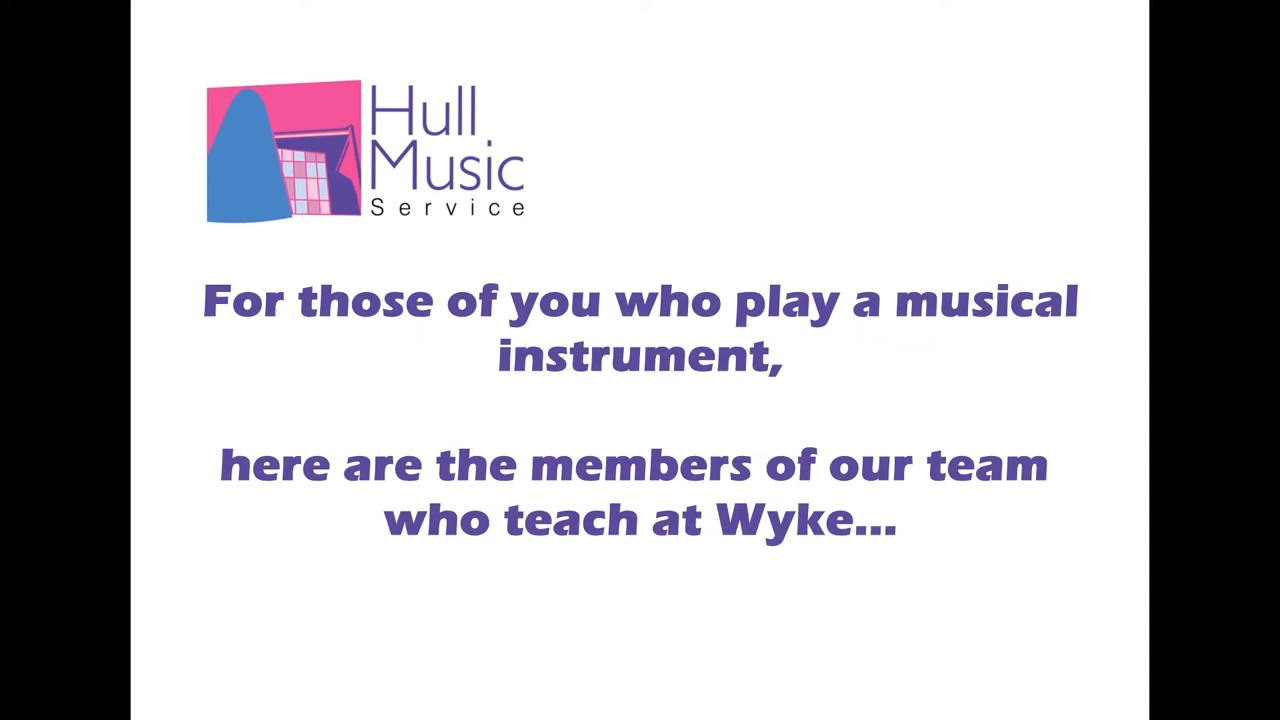 Hull
Music
Service
For those of you who play a musical
instrument,
here are the members of our team
who teach at Wyke...